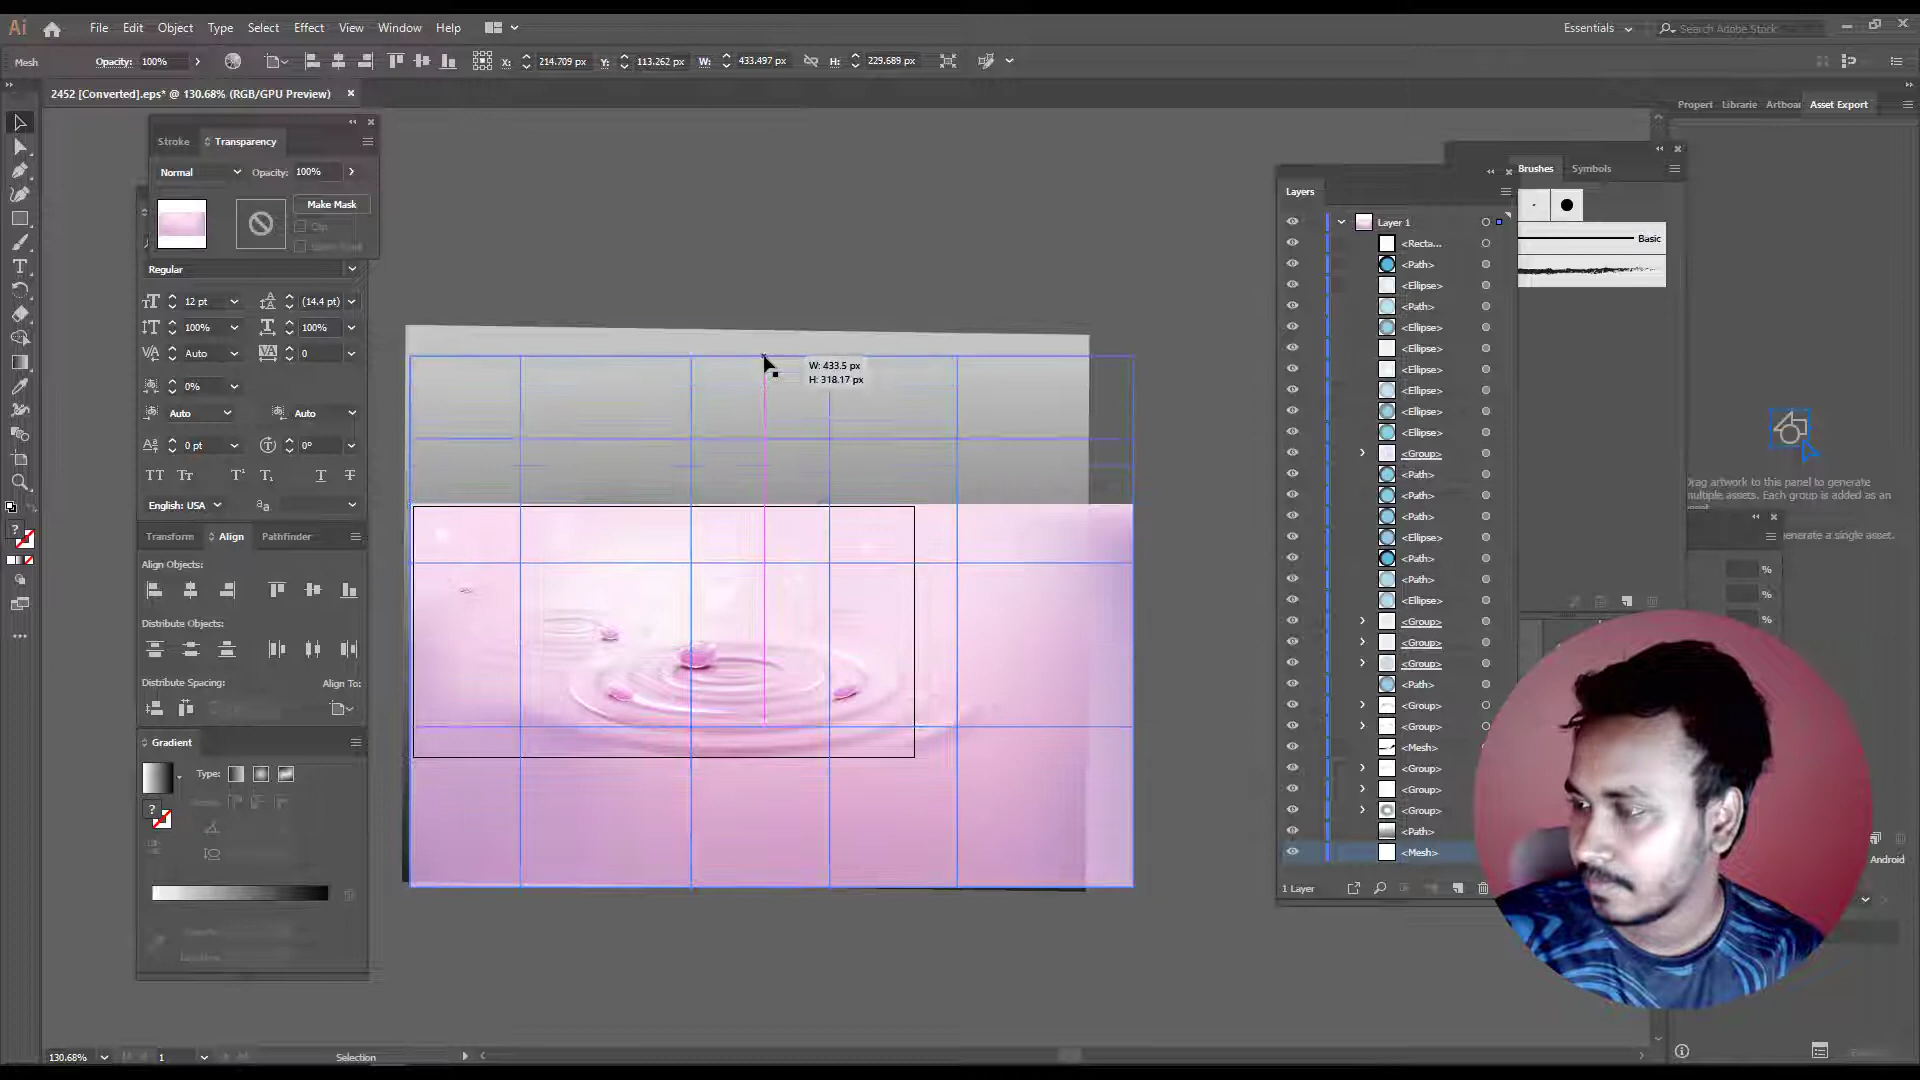 Ai File Edit Object Type Select Effect View Window Help Essentials Search Adobe Stock
Mesh Opacity: 100% X: 214.709 px Y: 113.262 px W: 433.497 px H: 229.689 px
2452 [Converted].eps* @ 130.68% (RGB/GPU Preview)
Propert Librarie Artboar Asset Export
Stroke Transparency
Normal Opacity: 100%
Make Mask
Clip
Regular
12 pt (14.4 pt)
100% 100%
Auto 0
0%
Auto Auto
0 pt 0°
TT Tr T¹ T₁ T T
English: USA aa
Transform Align Pathfinder
Align Objects:
Distribute Objects:
Distribute Spacing: Align To:
Gradient
Type:
W: 433.5 px
H: 318.17 px
Layers
Layer 1
<Recta...
<Path>
<Ellipse>
<Path>
<Ellipse>
<Ellipse>
<Ellipse>
<Ellipse>
<Ellipse>
<Ellipse>
<Group>
<Path>
<Path>
<Path>
<Ellipse>
<Path>
<Path>
<Ellipse>
<Group>
<Group>
<Group>
<Path>
<Group>
<Group>
<Mesh>
<Group>
<Group>
<Group>
<Path>
<Mesh>
1 Layer
Brushes Symbols
Basic
Drag artwork to this panel to generate
multiple assets. Each group is added as an
enerate a single asset.
%
%
%
Android
130.68% 1 Selection